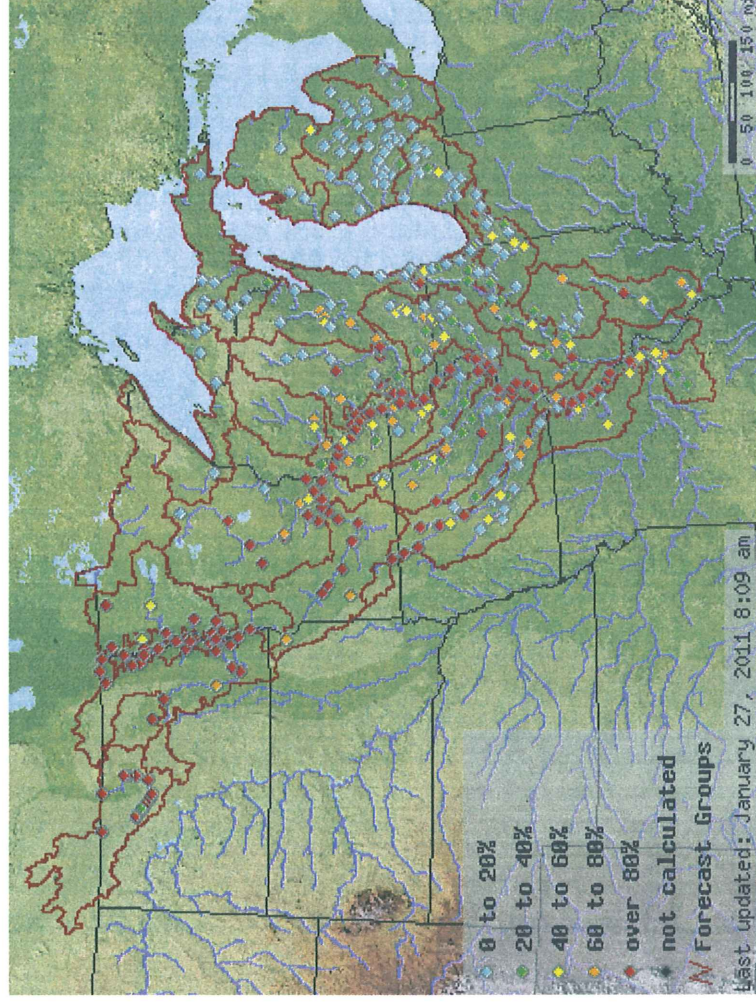 0 to 20%
20 to 40%
40 to 60%
60 to 80%
over 80%
not calculated
Forecast Groups
Last updated: January 27, 2011 8:09 am
0 50 100 150 mi